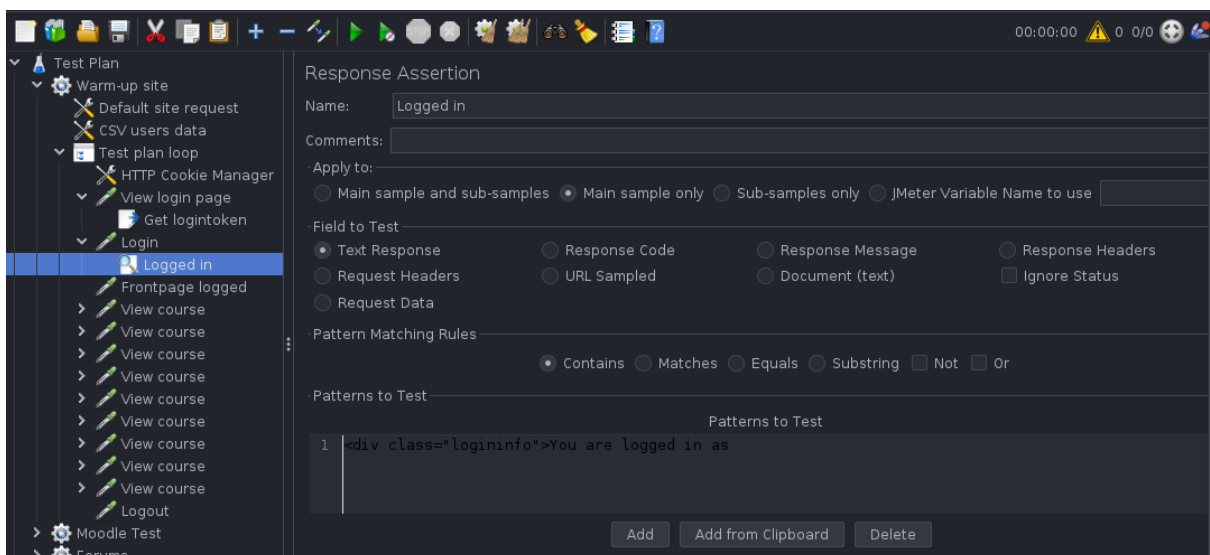 STOP
00:00:00 0 0/0
Test Plan
Warm-up site
Default site request
CSV users data
Test plan loop
HTTP Cookie Manager
View login page
Get logintoken
Login
Logged in
Frontpage logged
View course
View course
View course
View course
View course
View course
View course
View course
View course
Logout
Moodle Test
Forums
Response Assertion
Name: Logged in
Comments:
Apply to:
Main sample and sub-samples Main sample only Sub-samples only JMeter Variable Name to use
Field to Test
Text Response Response Code Response Message Response Headers
Request Headers URL Sampled Document (text) Ignore Status
Request Data
Pattern Matching Rules
Contains Matches Equals Substring Not Or
Patterns to Test
Patterns to Test
1 <div class="logininfo">You are logged in as
Add Add from Clipboard Delete